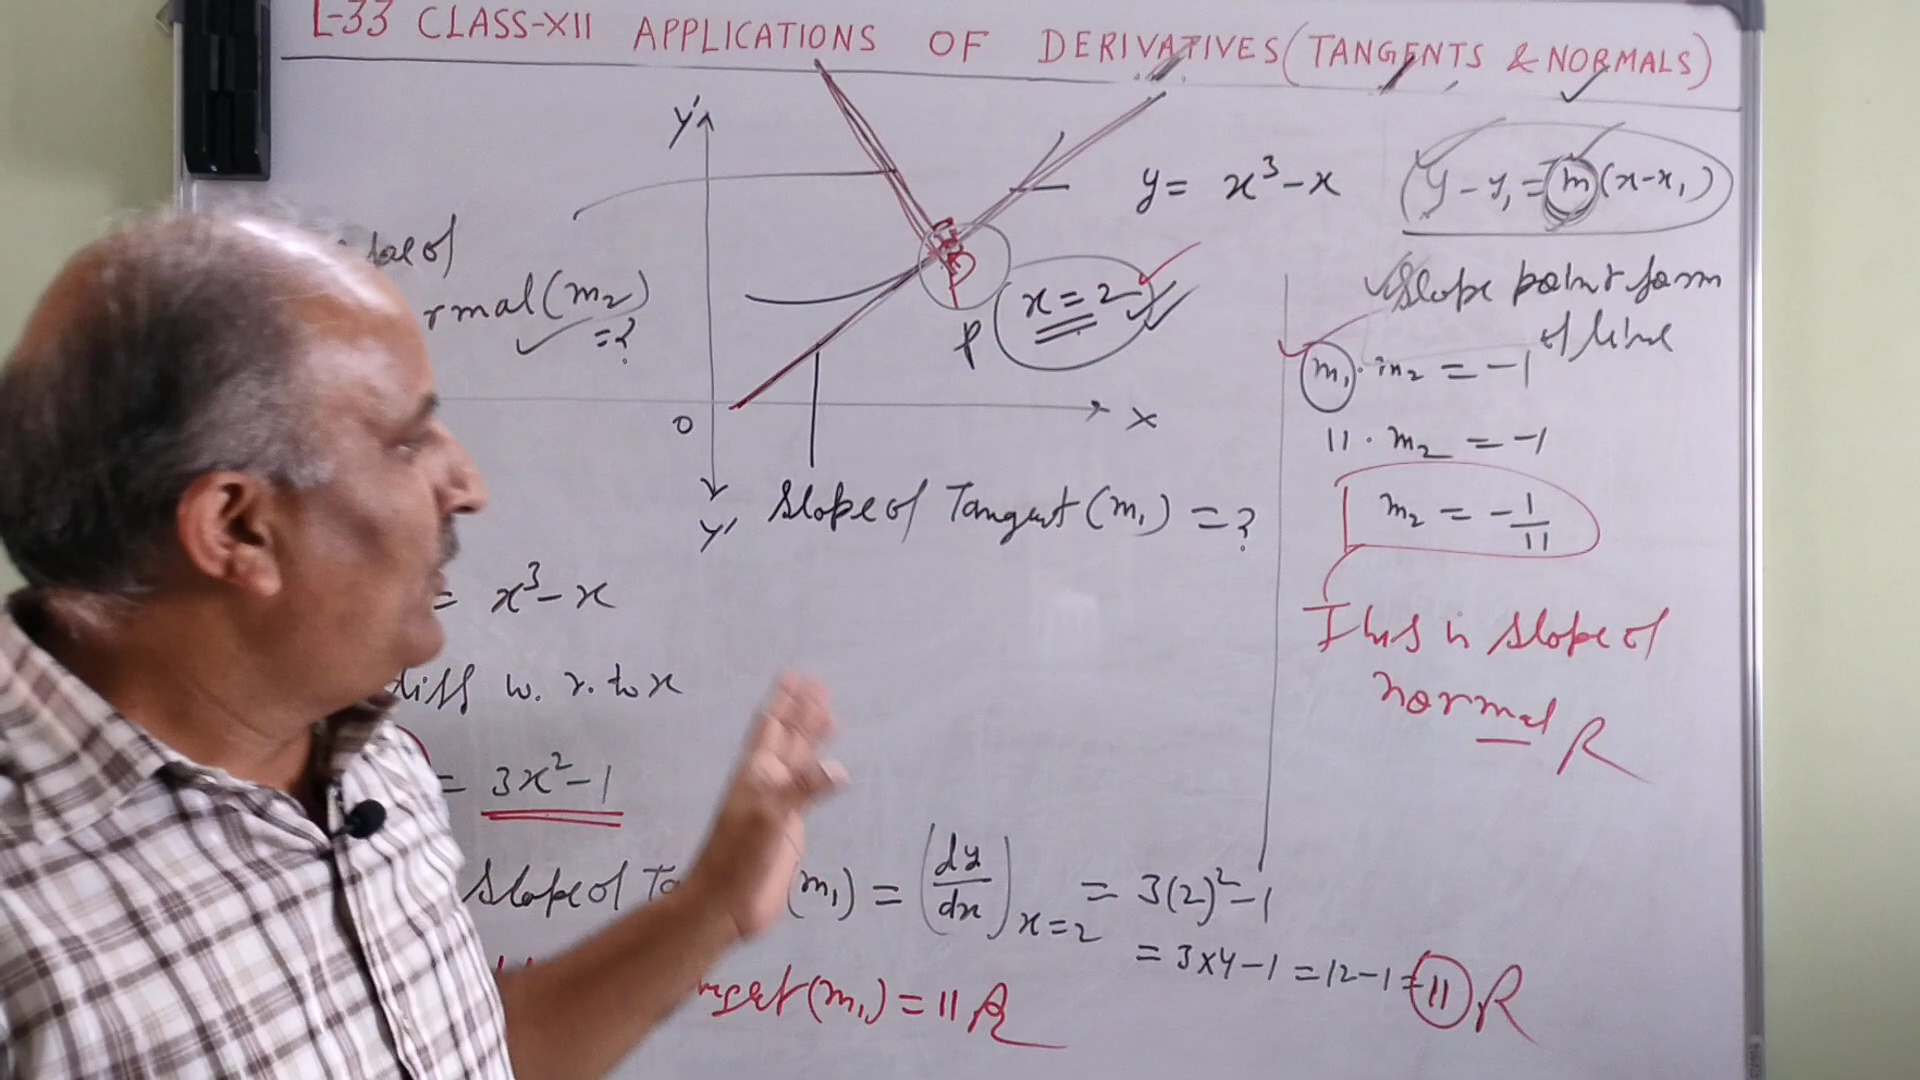 L-33 CLASS-XII APPLICATIONS OF DERIVATIVES (TANGENTS & NORMALS)
Y'
y = x³-x
(y-y₁ = m(x-x₁)
Slope point form
of line
of
rmal (m₂)
= ?
P
x = 2
m₁ . m₂ = -1
11 . m₂ = -1
m₂ = -1/11
This is slope of
normal
O
X
Y'
Slope of Tangent (m₁) = ?
= x³-x
diff w. r. to x
= 3x²-1
Slope of Ta (m₁) = (dy/dx) x=2 = 3(2)²-1
= 3x4-1 = 12-1 = 11
(m₁) = 11